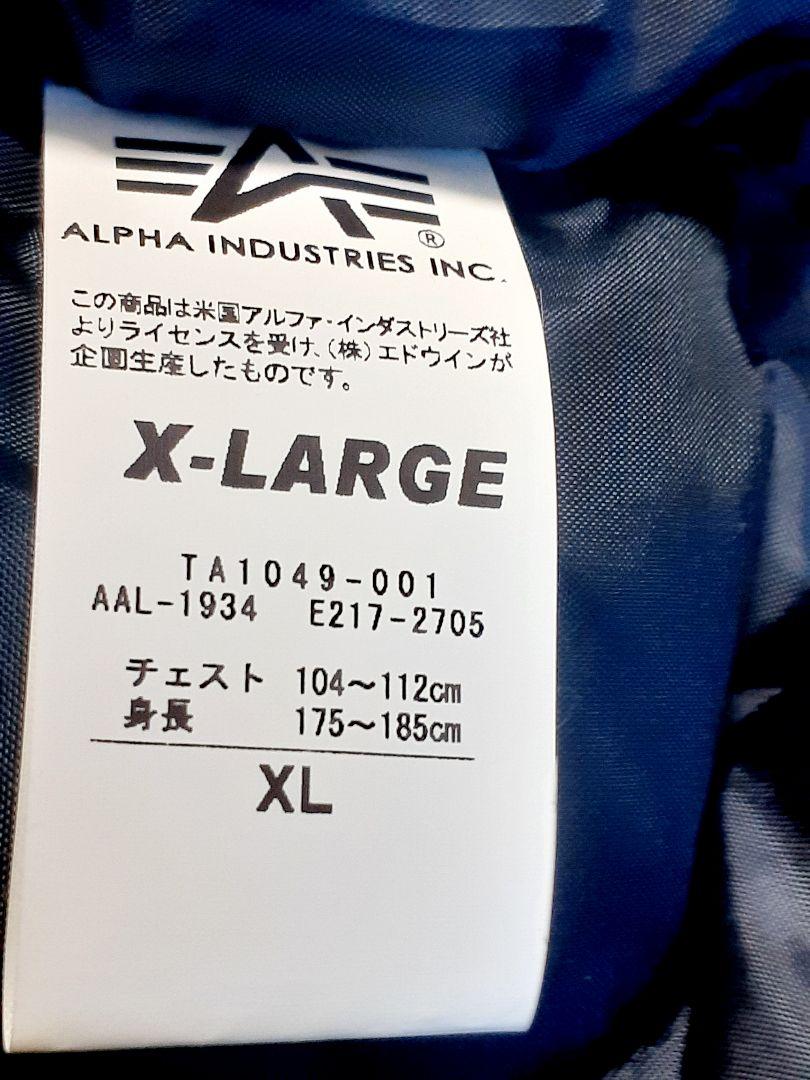 ALPHA INDUSTRIES INC.®
この商品は米国アルファ・インダストリーズ社
よりライセンスを受け、(株)エドウインが
企画生産したものです。
X-LARGE
TA1049-001
AAL-1934 E217-2705
チェスト 104～112cm
身長 175～185cm
XL